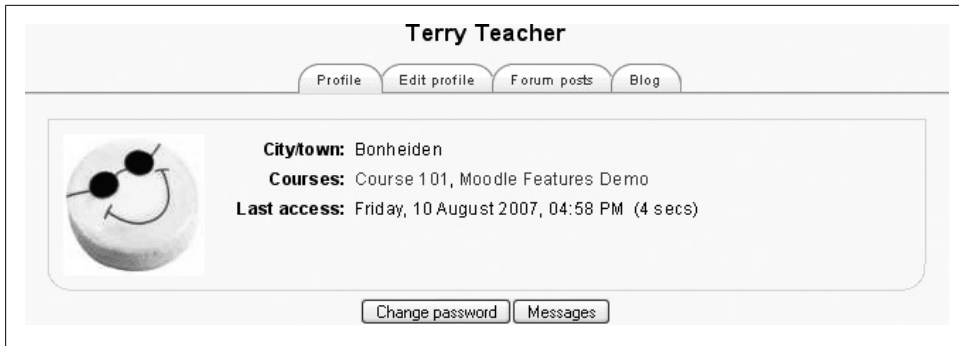 Terry Teacher
Profile Edit profile Forum posts Blog
City/town: Bonheiden
Courses: Course 101, Moodle Features Demo
Last access: Friday, 10 August 2007, 04:58 PM (4 secs)
Change password Messages